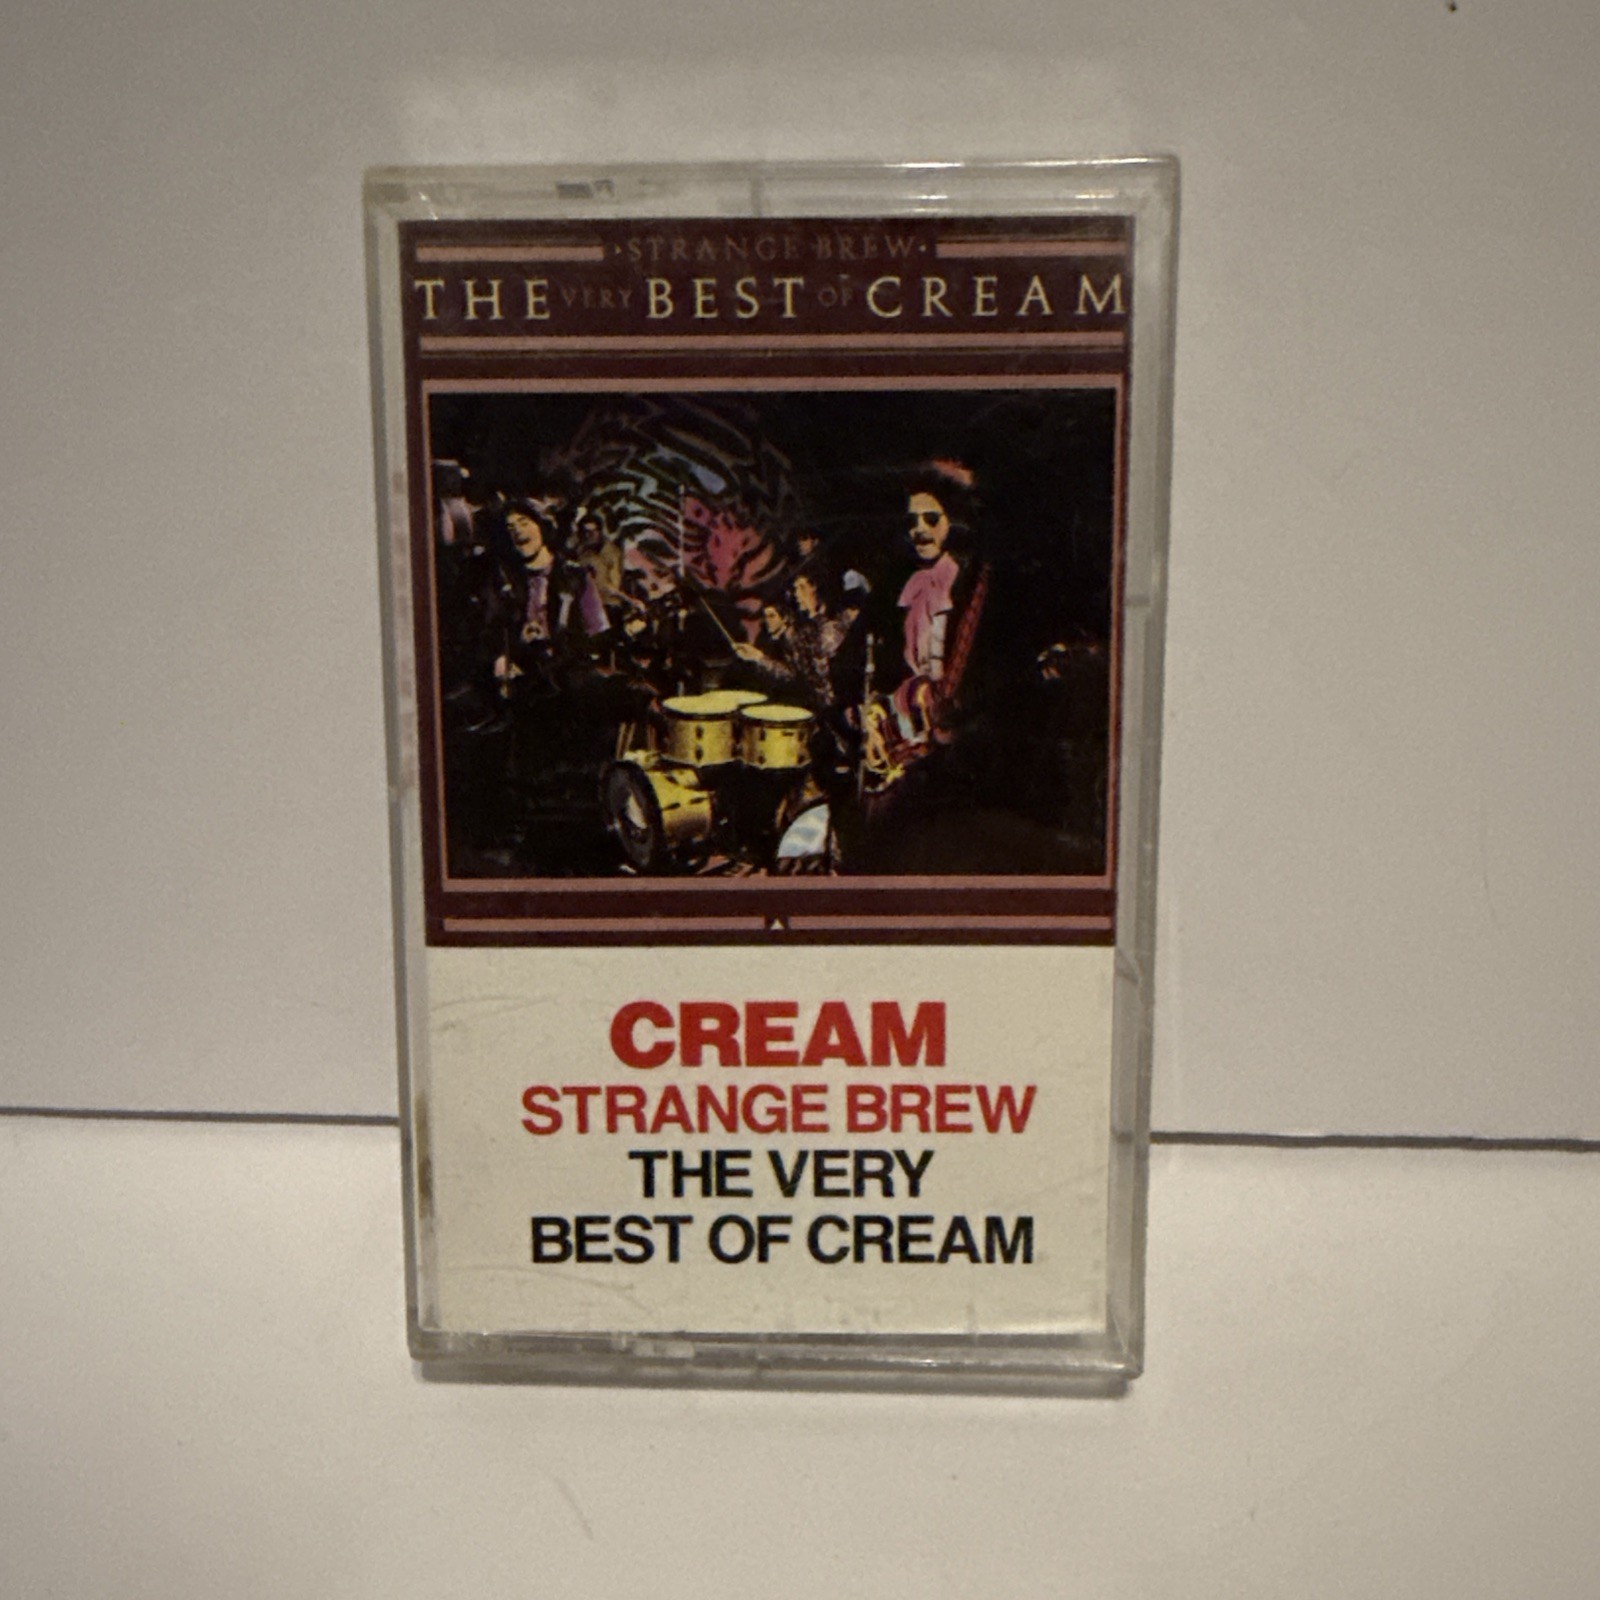 ·STRANGE BREW·
THE VERY BEST OF CREAM
CREAM
STRANGE BREW
THE VERY
BEST OF CREAM